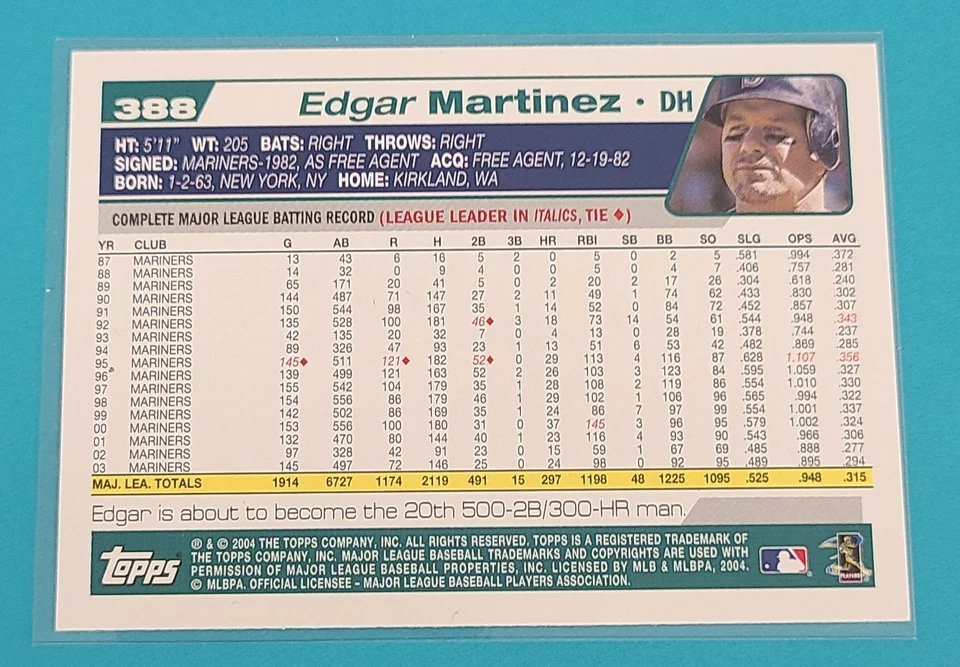 388 Edgar Martinez • DH
HT: 5'11" WT: 205 BATS: RIGHT THROWS: RIGHT
SIGNED: MARINERS-1982, AS FREE AGENT ACQ: FREE AGENT, 12-19-82
BORN: 1-2-63, NEW YORK, NY HOME: KIRKLAND, WA
COMPLETE MAJOR LEAGUE BATTING RECORD (LEAGUE LEADER IN ITALICS, TIE ♦)
YR CLUB G AB R H 2B 3B HR RBI SB BB SO SLG OPS AVG
87 MARINERS 13 43 6 16 5 2 0 5 0 2 5 .581 .994 .372
88 MARINERS 14 32 0 9 4 0 0 5 0 4 7 .406 .757 .281
89 MARINERS 65 171 20 41 5 0 2 20 2 17 26 .304 .618 .240
90 MARINERS 144 487 71 147 27 2 11 49 1 74 62 .433 .830 .302
91 MARINERS 150 544 98 167 35 1 14 52 0 84 72 .452 .857 .307
92 MARINERS 135 528 100 181 46♦ 3 18 73 14 54 61 .544 .948 .343
93 MARINERS 42 135 20 32 7 0 4 13 0 28 19 .378 .744 .237
94 MARINERS 89 326 47 93 23 1 13 51 6 53 42 .482 .869 .285
95 MARINERS 145♦ 511 121♦ 182 52♦ 0 29 113 4 116 87 .628 1.107 .356
96 MARINERS 139 499 121 163 52 2 26 103 3 123 84 .595 1.059 .327
97 MARINERS 155 542 104 179 35 1 28 108 2 119 86 .554 1.010 .330
98 MARINERS 154 556 86 179 46 1 29 102 1 106 96 .565 .994 .322
99 MARINERS 142 502 86 169 35 1 24 86 7 97 99 .554 1.001 .337
00 MARINERS 153 556 100 180 31 0 37 145 3 96 95 .579 1.002 .324
01 MARINERS 132 470 80 144 40 1 23 116 4 93 90 .543 .966 .306
02 MARINERS 97 328 42 91 23 0 15 59 1 67 69 .485 .888 .277
03 MARINERS 145 497 72 146 25 0 24 98 0 92 95 .489 .895 .294
MAJ. LEA. TOTALS 1914 6727 1174 2119 491 15 297 1198 48 1225 1095 .525 .948 .315
Edgar is about to become the 20th 500-2B/300-HR man.
topps
® & © 2004 THE TOPPS COMPANY, INC. ALL RIGHTS RESERVED. TOPPS IS A REGISTERED TRADEMARK OF
THE TOPPS COMPANY, INC. MAJOR LEAGUE BASEBALL TRADEMARKS AND COPYRIGHTS ARE USED WITH
PERMISSION OF MAJOR LEAGUE BASEBALL PROPERTIES, INC. LICENSED BY MLB & MLBPA, 2004.
© MLBPA. OFFICIAL LICENSEE - MAJOR LEAGUE BASEBALL PLAYERS ASSOCIATION.